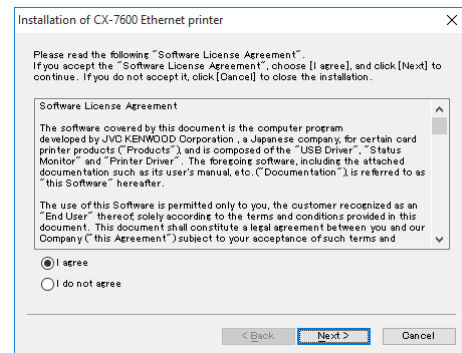 Installation of CX-7600 Ethernet printer
Please read the following "Software License Agreement".
If you accept the "Software License Agreement", choose [I agree], and click [Next] to
continue. If you do not accept it, click [Cancel] to close the installation.
Software License Agreement
The software covered by this document is the computer program
developed by JVC KENWOOD Corporation , a Japanese company, for certain card
printer products ("Products"), and is composed of the "USB Driver", "Status
Monitor" and "Printer Driver". The foregoing software, including the attached
documentation such as its user's manual, etc. ("Documentation"), is referred to as
"this Software" hereafter.
The use of this Software is permitted only to you, the customer recognized as an
"End User" thereof, solely according to the terms and conditions provided in this
document. This document shall constitute a legal agreement between you and our
Company ("this Agreement") subject to your acceptance of such terms and
I agree
I do not agree
< Back Next > Cancel